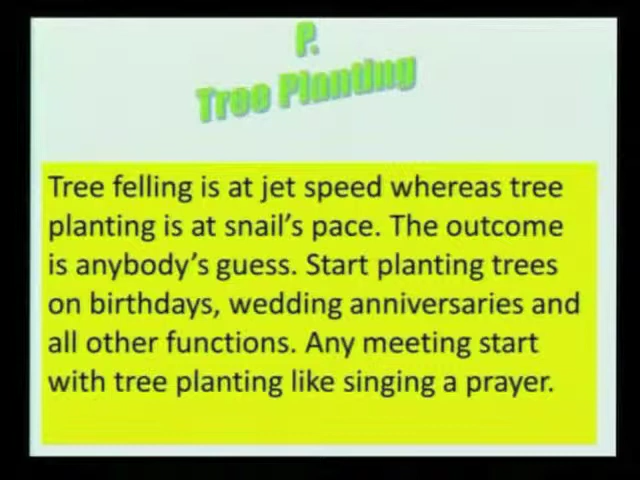 P.
Tree Planting
Tree felling is at jet speed whereas tree
planting is at snail's pace. The outcome
is anybody's guess. Start planting trees
on birthdays, wedding anniversaries and
all other functions. Any meeting start
with tree planting like singing a prayer.